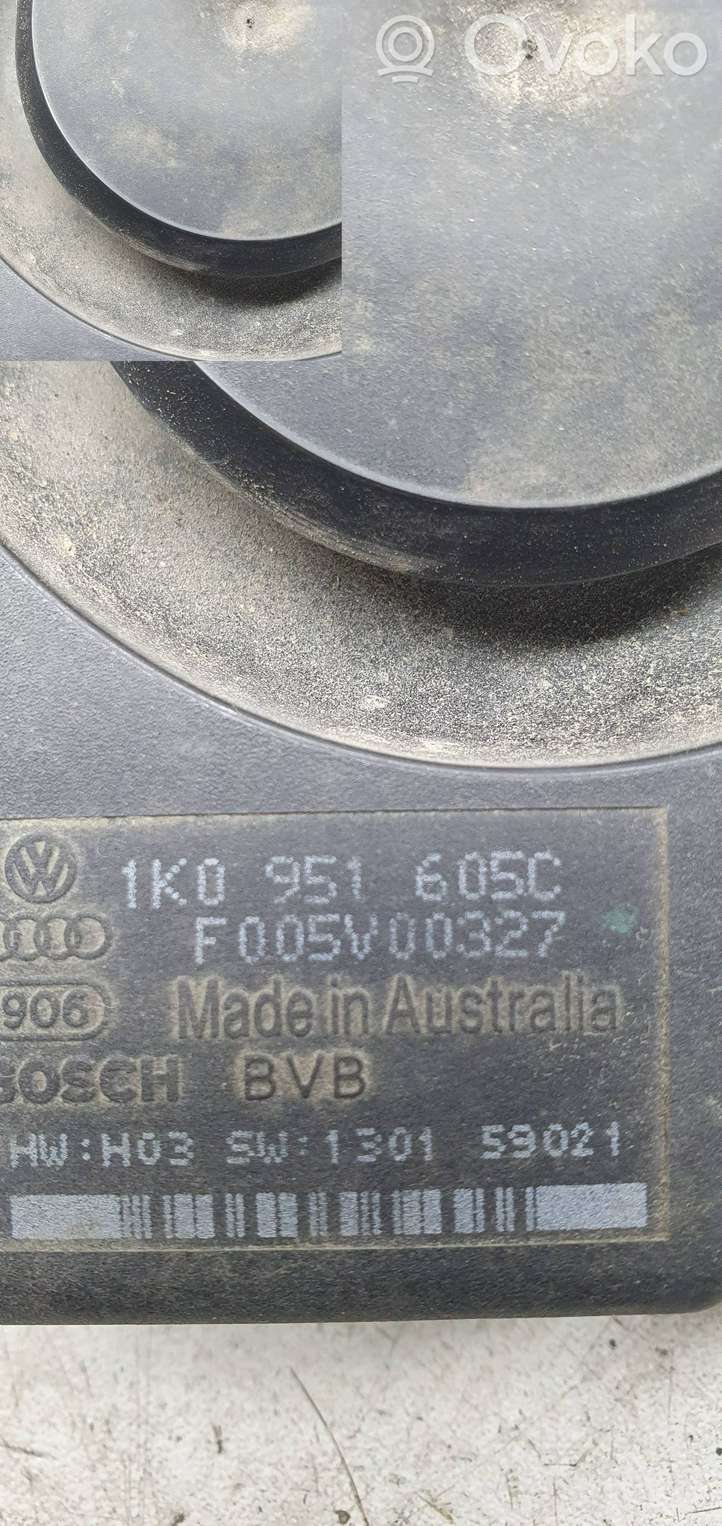 Ovoko
1K0 951 605C
F005V00327
906 Made in Australia
BOSCH BVB
HW:H03 SW:1301 59021